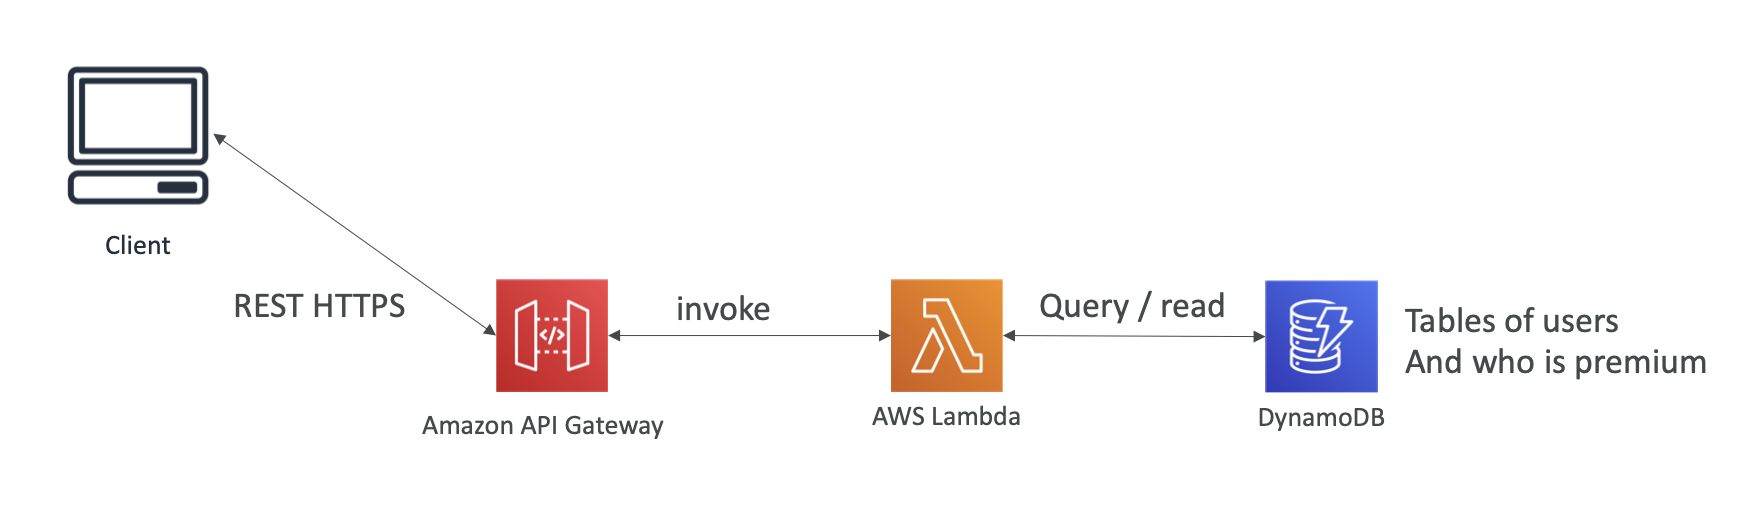 Client
REST HTTPS
invoke
Query / read
Tables of users
And who is premium
</>
Amazon API Gateway
AWS Lambda
DynamoDB